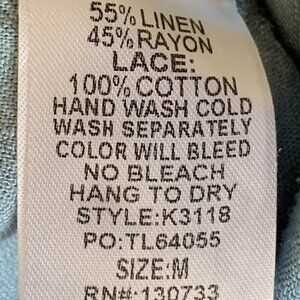 55% LINEN
45% RAYON
LACE:
100% COTTON
HAND WASH COLD
WASH SEPARATELY
COLOR WILL BLEED
NO BLEACH
HANG TO DRY
STYLE:K3118
PO:TL64055
SIZE:M
RN#: 130733